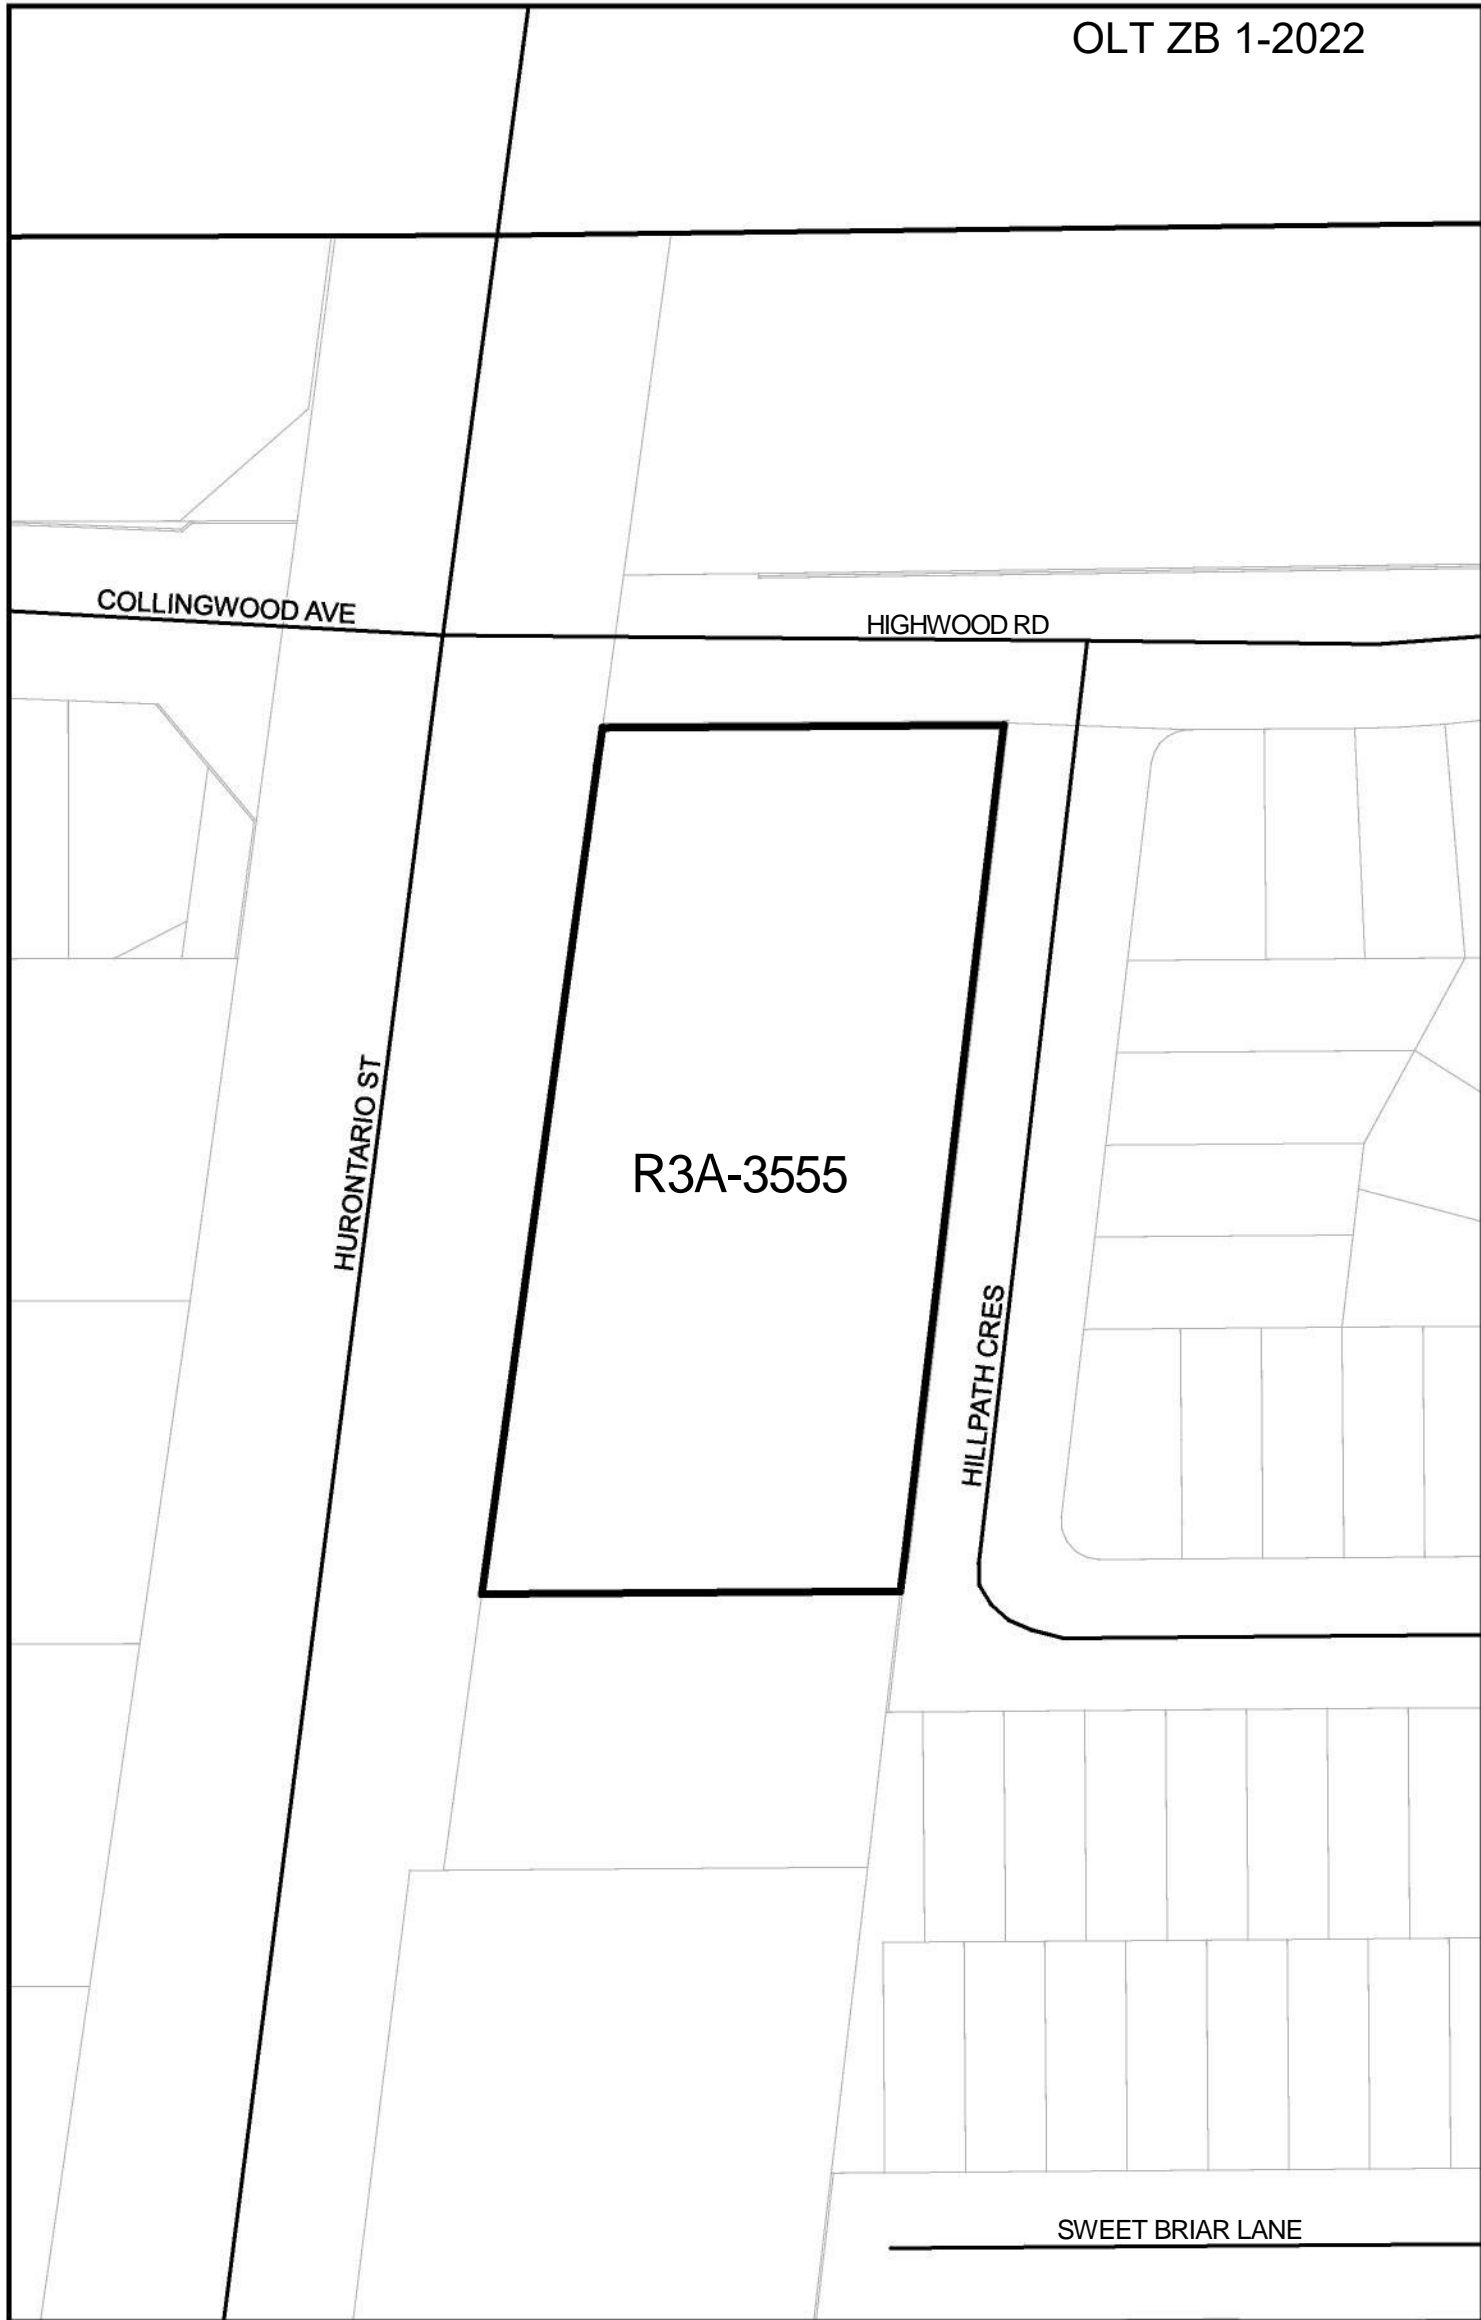 OLT ZB 1-2022
COLLINGWOOD AVE
HIGHWOOD RD
HURONTARIO ST
R3A-3555
HILLPATH CRES
SWEET BRIAR LANE